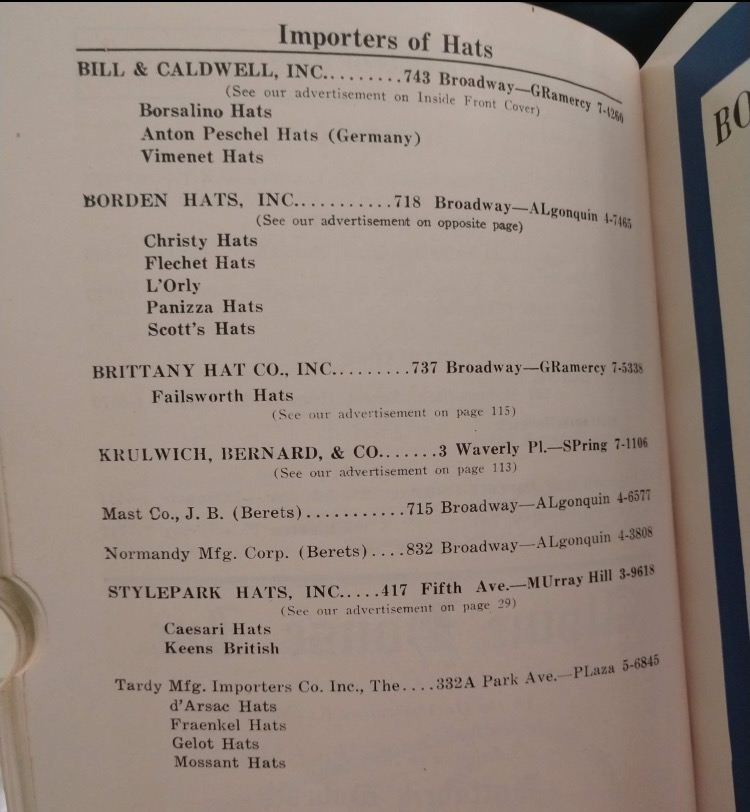 Importers of Hats
BILL & CALDWELL, INC.........743 Broadway—GRamercy 7-4260
(See our advertisement on Inside Front Cover)
Borsalino Hats
Anton Peschel Hats (Germany)
Vimenet Hats
BORDEN HATS, INC...........718 Broadway—ALgonquin 4-7465
(See our advertisement on opposite page)
Christy Hats
Flechet Hats
L'Orly
Panizza Hats
Scott's Hats
BRITTANY HAT CO., INC.........737 Broadway—GRamercy 7-5338
Failsworth Hats
(See our advertisement on page 115)
KRULWICH, BERNARD, & CO.......3 Waverly Pl.—SPring 7-1106
(See our advertisement on page 113)
Mast Co., J. B. (Berets)...........715 Broadway—ALgonquin 4-6577
Normandy Mfg. Corp. (Berets)....832 Broadway—ALgonquin 4-3808
STYLEPARK HATS, INC.....417 Fifth Ave.—MUrray Hill 3-9618
(See our advertisement on page 29)
Caesari Hats
Keens British
Tardy Mfg. Importers Co. Inc., The....332A Park Ave.—PLaza 5-6845
d'Arsac Hats
Fraenkel Hats
Gelot Hats
Mossant Hats
BO